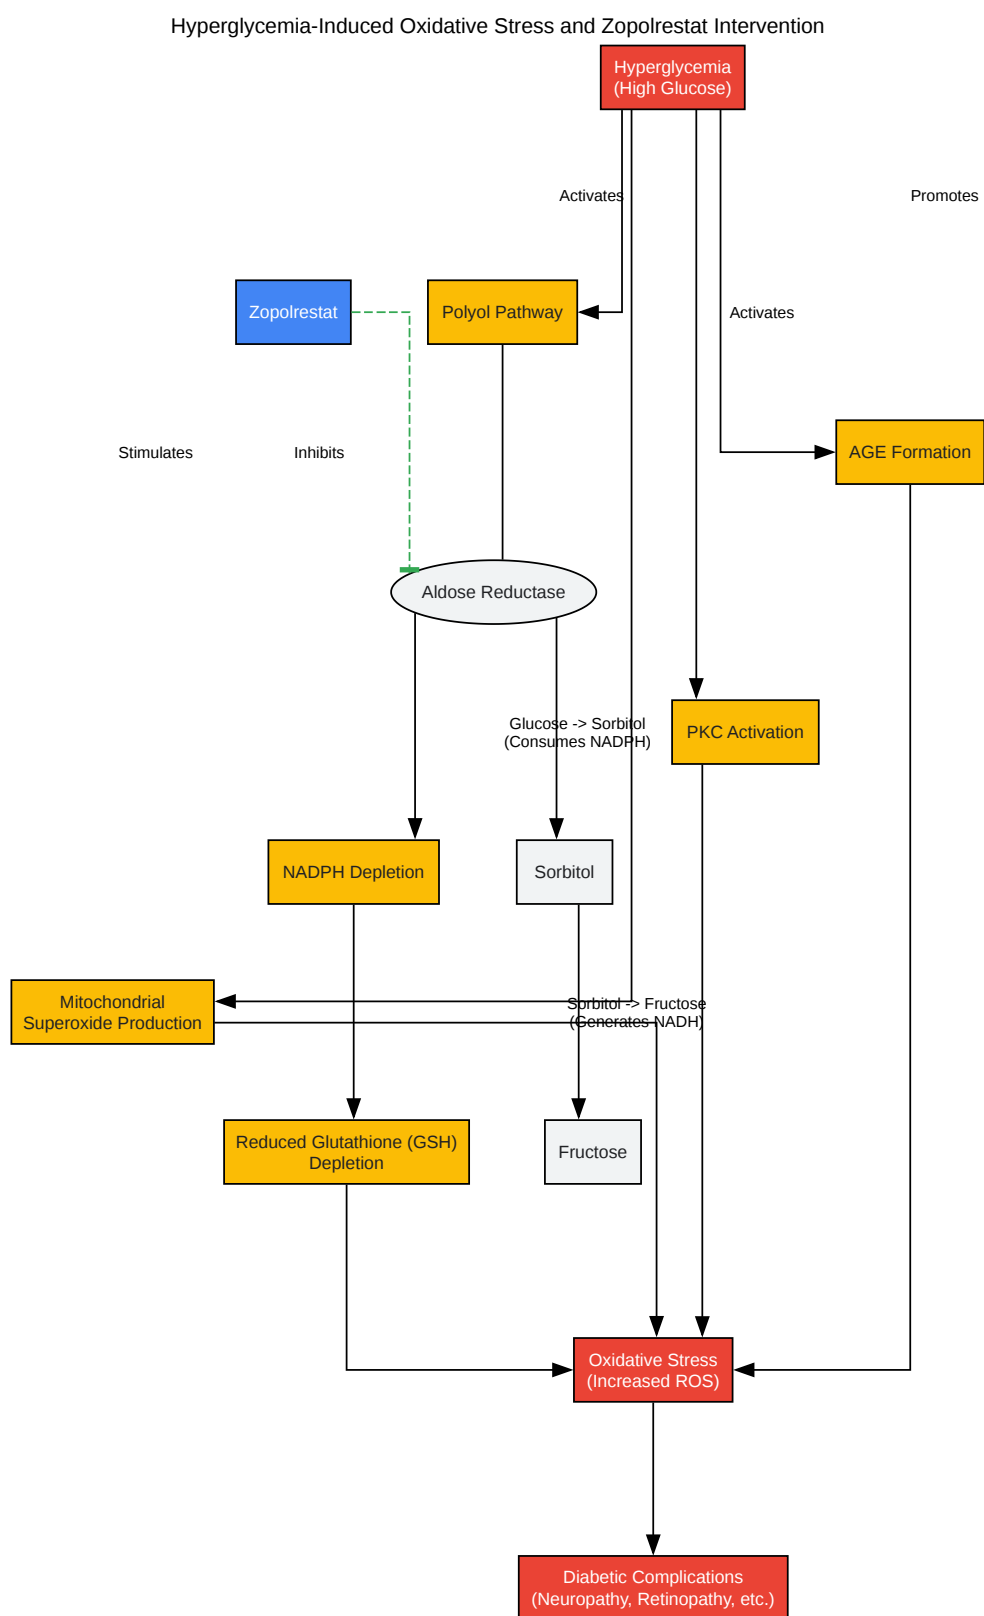 Hyperglycemia-Induced Oxidative Stress and Zopolrestat Intervention
Hyperglycemia
(High Glucose)
Activates
Promotes
Zopolrestat
Polyol Pathway
Activates
Stimulates
Inhibits
AGE Formation
Aldose Reductase
Glucose -> Sorbitol
(Consumes NADPH)
PKC Activation
NADPH Depletion
Sorbitol
Mitochondrial
Superoxide Production
Sorbitol -> Fructose
(Generates NADH)
Reduced Glutathione (GSH)
Depletion
Fructose
Oxidative Stress
(Increased ROS)
Diabetic Complications
(Neuropathy, Retinopathy, etc.)